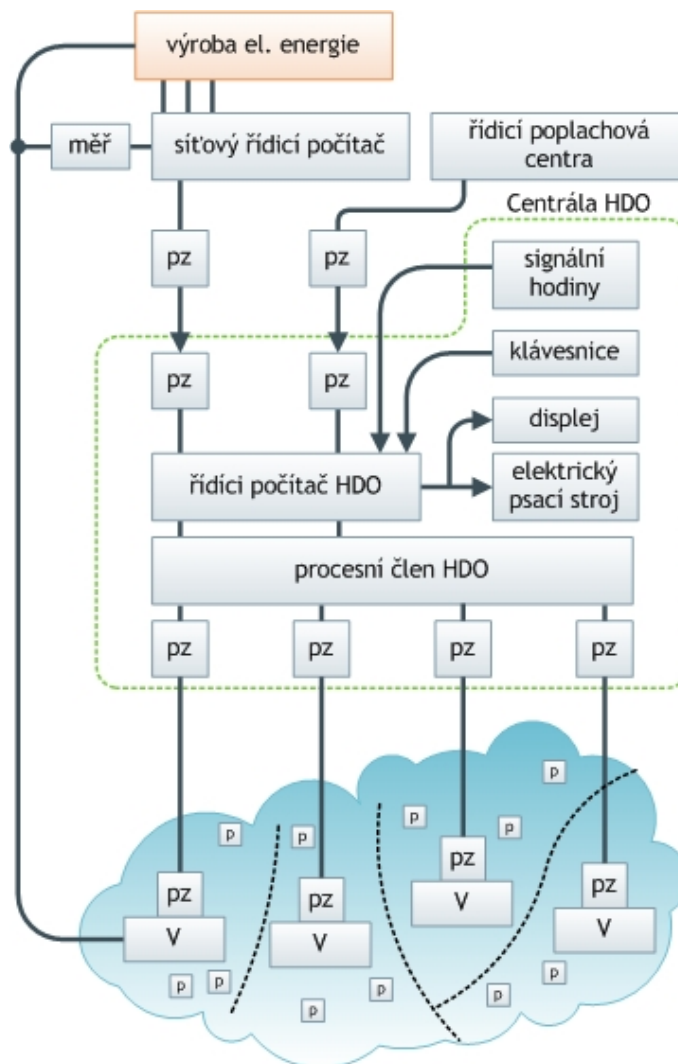 výroba el. energie
měř
síťový řídicí počítač
řídicí poplachová
centra
Centrála HDO
pz
pz
signální
hodiny
klávesnice
pz
pz
displej
řídíci počítač HDO
elektrický
psací stroj
procesní člen HDO
pz
pz
pz
pz
p
p
p
p
p
pz
pz
pz
pz
V
V
V
V
p
p
p
p
p
p